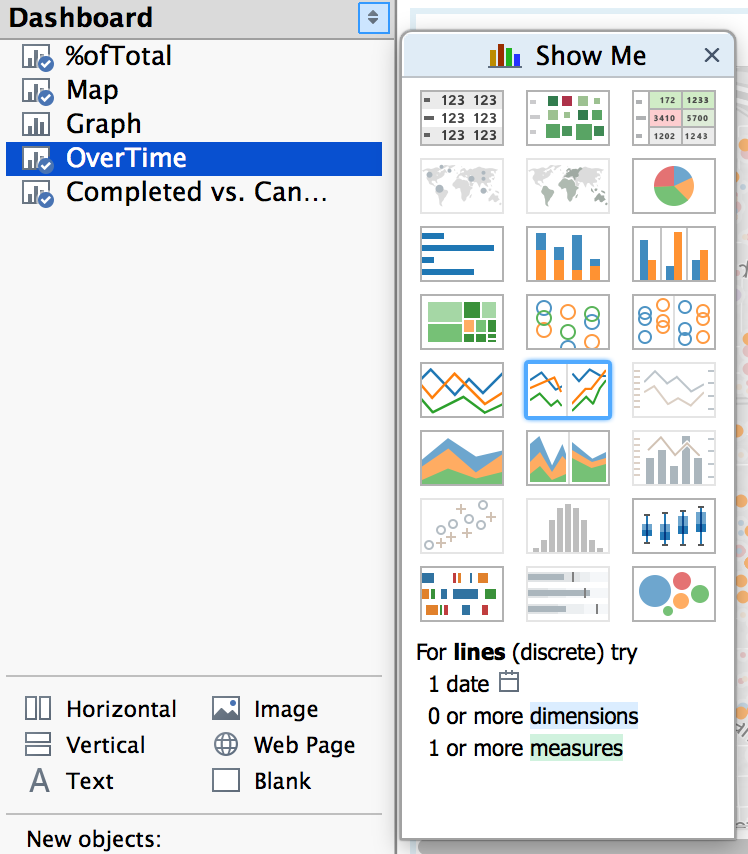 Dashboard
%ofTotal
Map
Graph
OverTime
Completed vs. Can...
Horizontal
Image
Vertical
Web Page
Text
Blank
New objects:
Show Me
123 123
123 123
123 123
172 1233
3410 5700
1202 1243
For lines (discrete) try
1 date
0 or more dimensions
1 or more measures